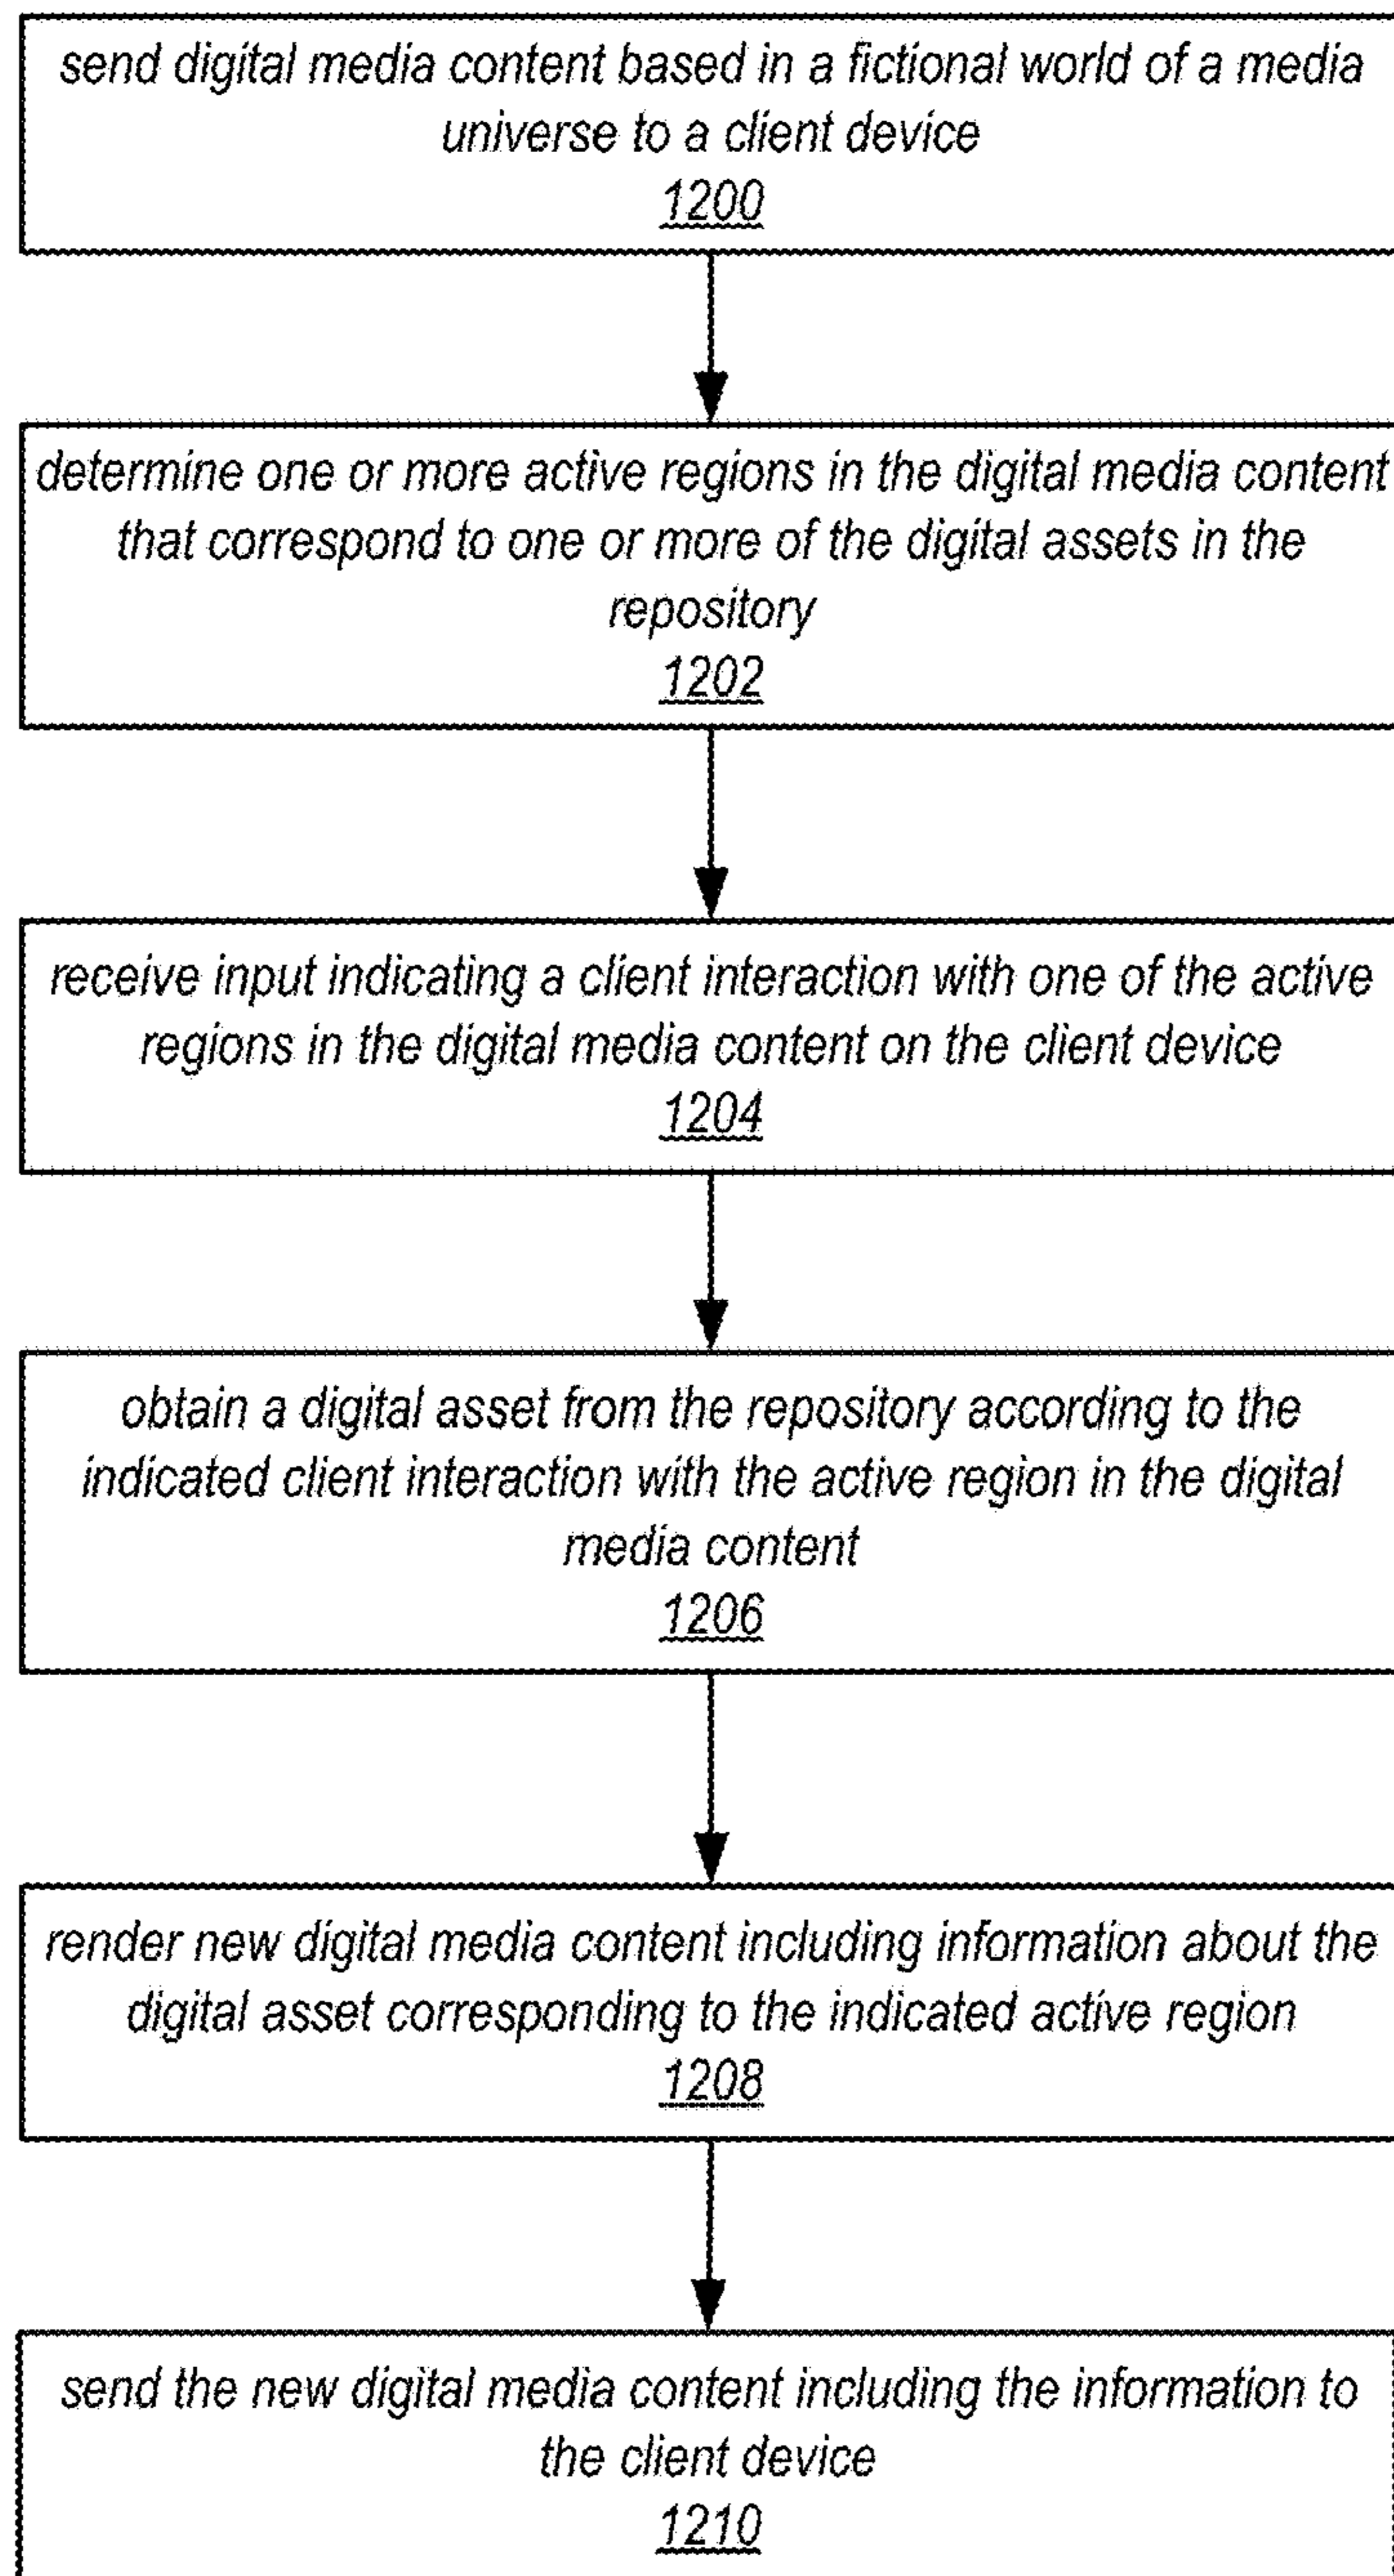 send digital media content based in a fictional world of a media
universe to a client device
1200
determine one or more active regions in the digital media content
that correspond to one or more of the digital assets in the
repository
1202
receive input indicating a client interaction with one of the active
regions in the digital media content on the client device
1204
obtain a digital asset from the repository according to the
indicated client interaction with the active region in the digital
media content
1206
render new digital media content including information about the
digital asset corresponding to the indicated active region
1208
send the new digital media content including the information to
the client device
1210